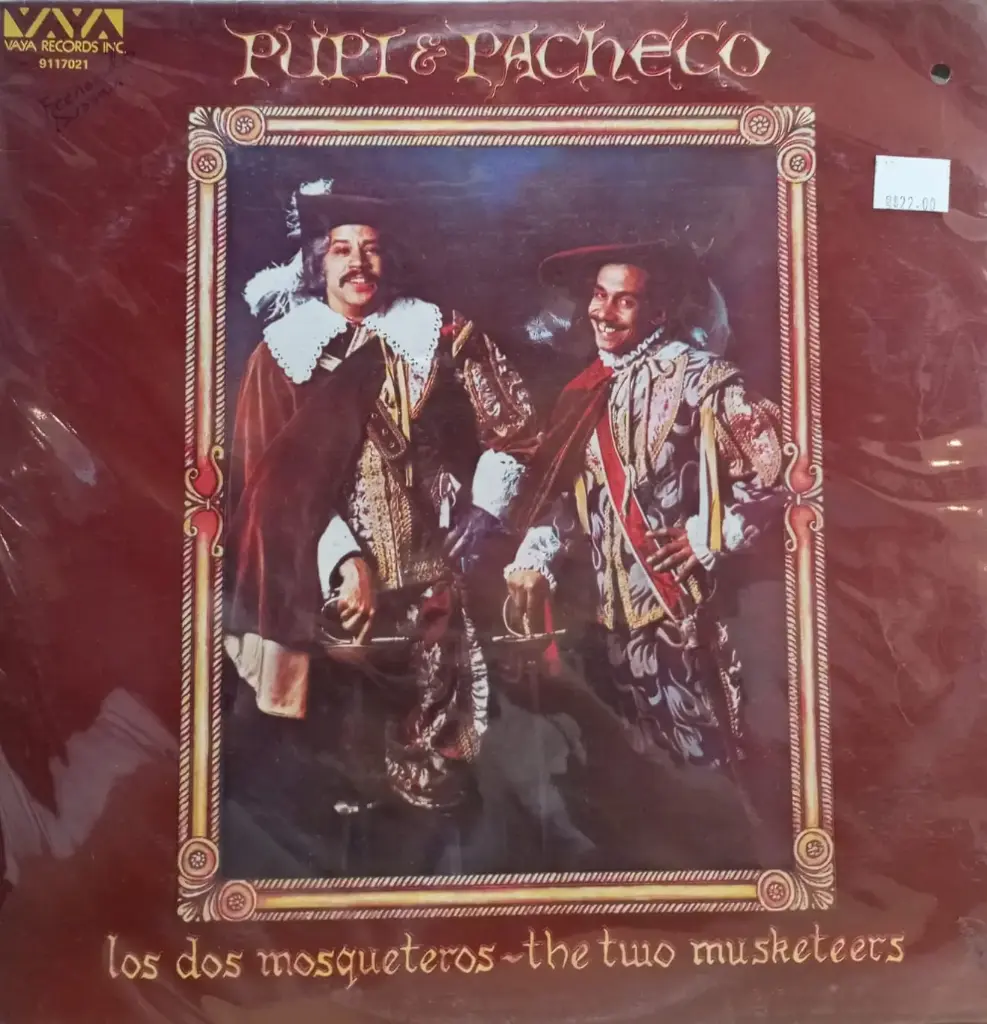 VAYA
VAYA RECORDS INC.
9117021
PUPI & PACHECO
los dos mosqueteros - the two musketeers